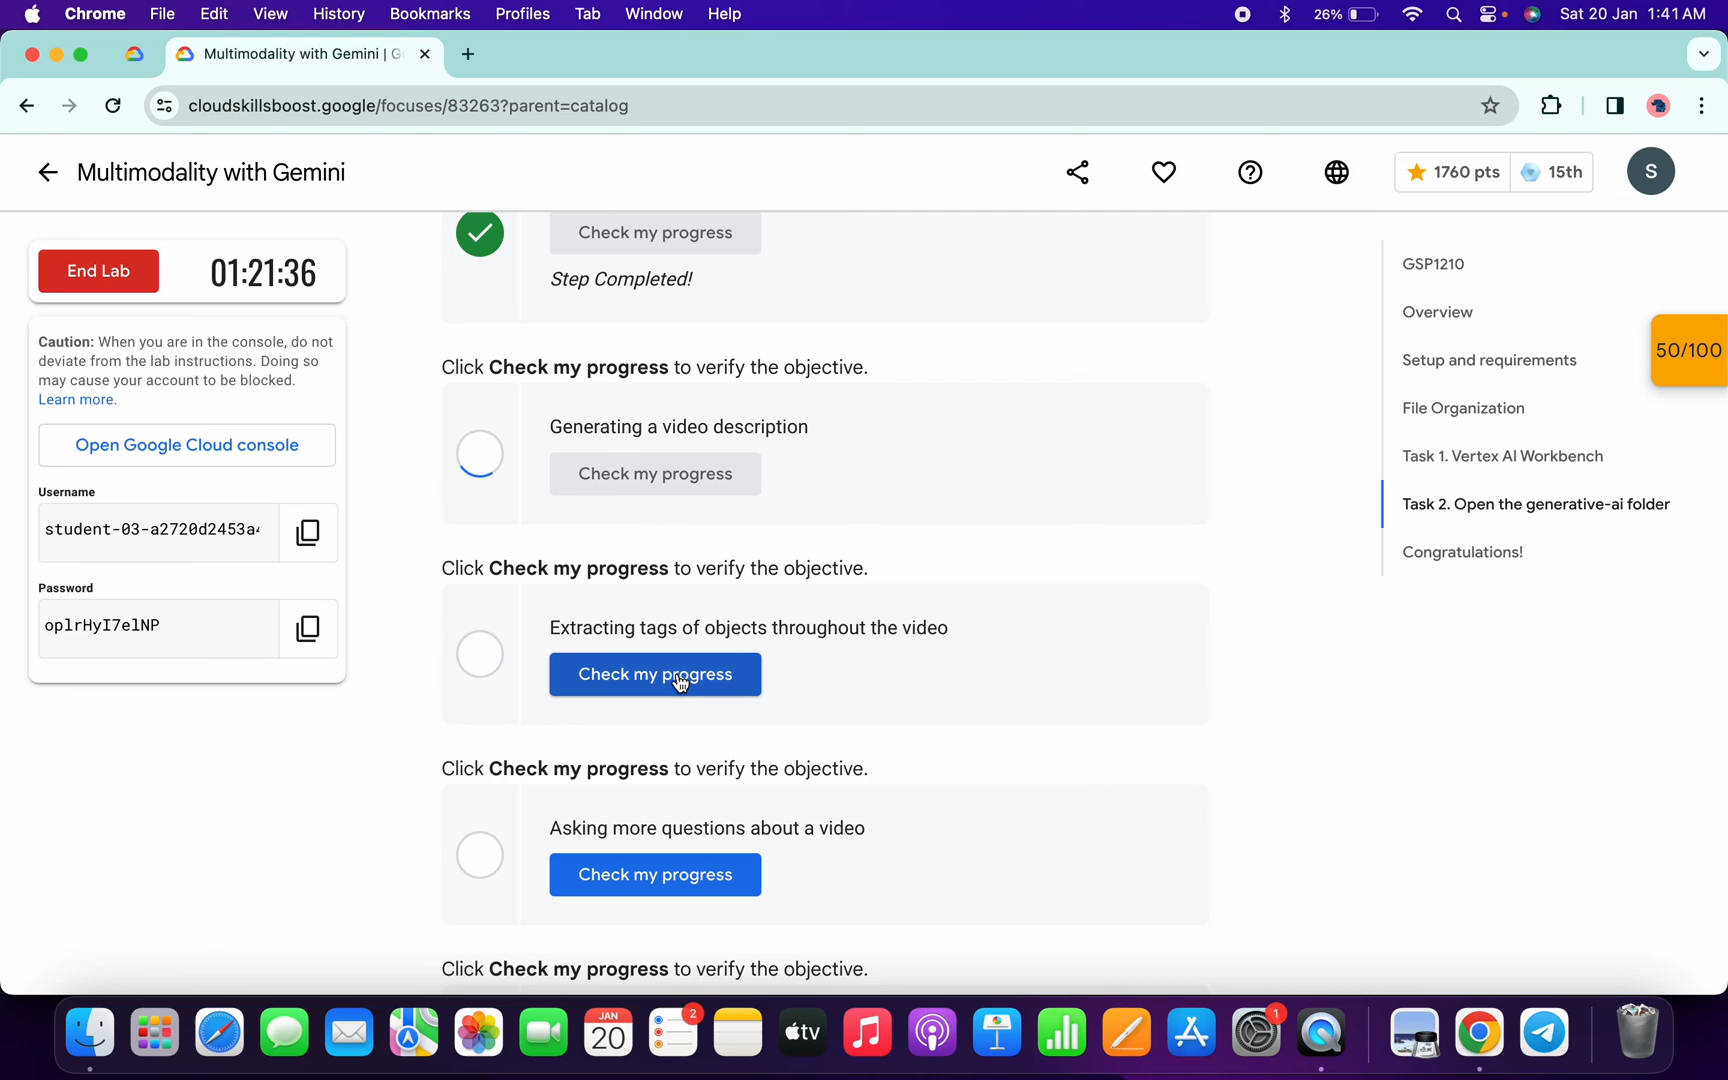 Chrome File Edit View History Bookmarks Profiles Tab Window Help 26% Sat 20 Jan 1:41 AM
Multimodality with Gemini | G
cloudskillsboost.google/focuses/83263?parent=catalog
Multimodality with Gemini
1760 pts 15th S
End Lab 01:21:36
Caution: When you are in the console, do not
deviate from the lab instructions. Doing so
may cause your account to be blocked.
Learn more.
Open Google Cloud console
Username
student-03-a2720d2453a
Password
oplrHyI7elNP
Check my progress
Step Completed!
Click Check my progress to verify the objective.
Generating a video description
Check my progress
Click Check my progress to verify the objective.
Extracting tags of objects throughout the video
Check my progress
Click Check my progress to verify the objective.
Asking more questions about a video
Check my progress
Click Check my progress to verify the objective.
GSP1210
Overview
Setup and requirements
File Organization
Task 1. Vertex AI Workbench
Task 2. Open the generative-ai folder
Congratulations!
50/100
JAN
20
2
tv
1